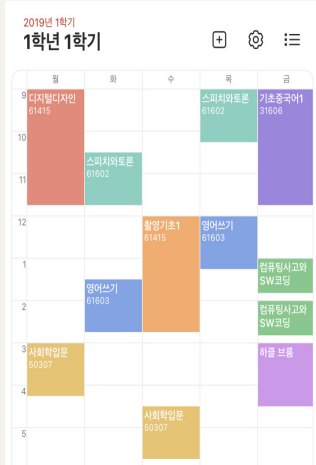 2019년 1학기
1학년 1학기
월 화 수 목 금
9
디지털디자인
61415
스피치와토론
61602
기초중국어1
31606
10
스피치와토론
61602
11
12
촬영기초1
61415
영어쓰기
61603
1
컴퓨팅사고와
SW코딩
영어쓰기
61603
2
컴퓨팅사고와
SW코딩
3
사회학입문
50307
하클 브룸
4
사회학입문
50307
5